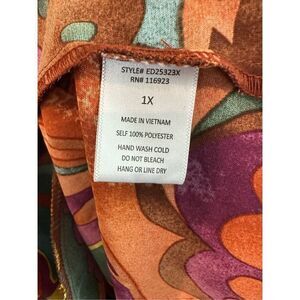 STYLE# ED25323X
RN# 116923
1X
MADE IN VIETNAM
SELF 100% POLYESTER
HAND WASH COLD
DO NOT BLEACH
HANG OR LINE DRY